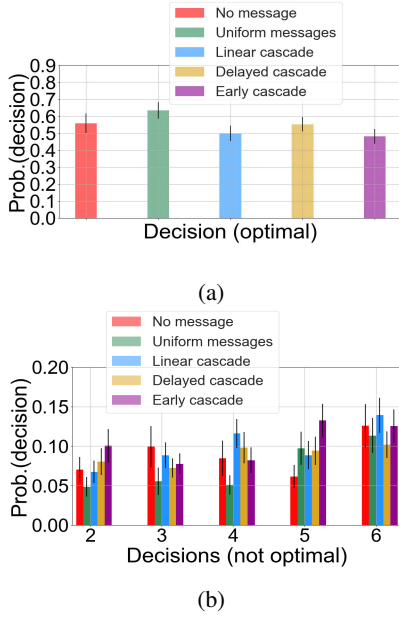 No message
Uniform messages
Linear cascade
Delayed cascade
Early cascade
Prob.(decision)
0.9
0.8
0.7
0.6
0.5
0.4
0.3
0.2
0.1
0.0
Decision (optimal)
(a)
No message
Uniform messages
Linear cascade
Delayed cascade
Early cascade
Prob.(decision)
0.20
0.15
0.10
0.05
0.00
2 3 4 5 6
Decisions (not optimal)
(b)